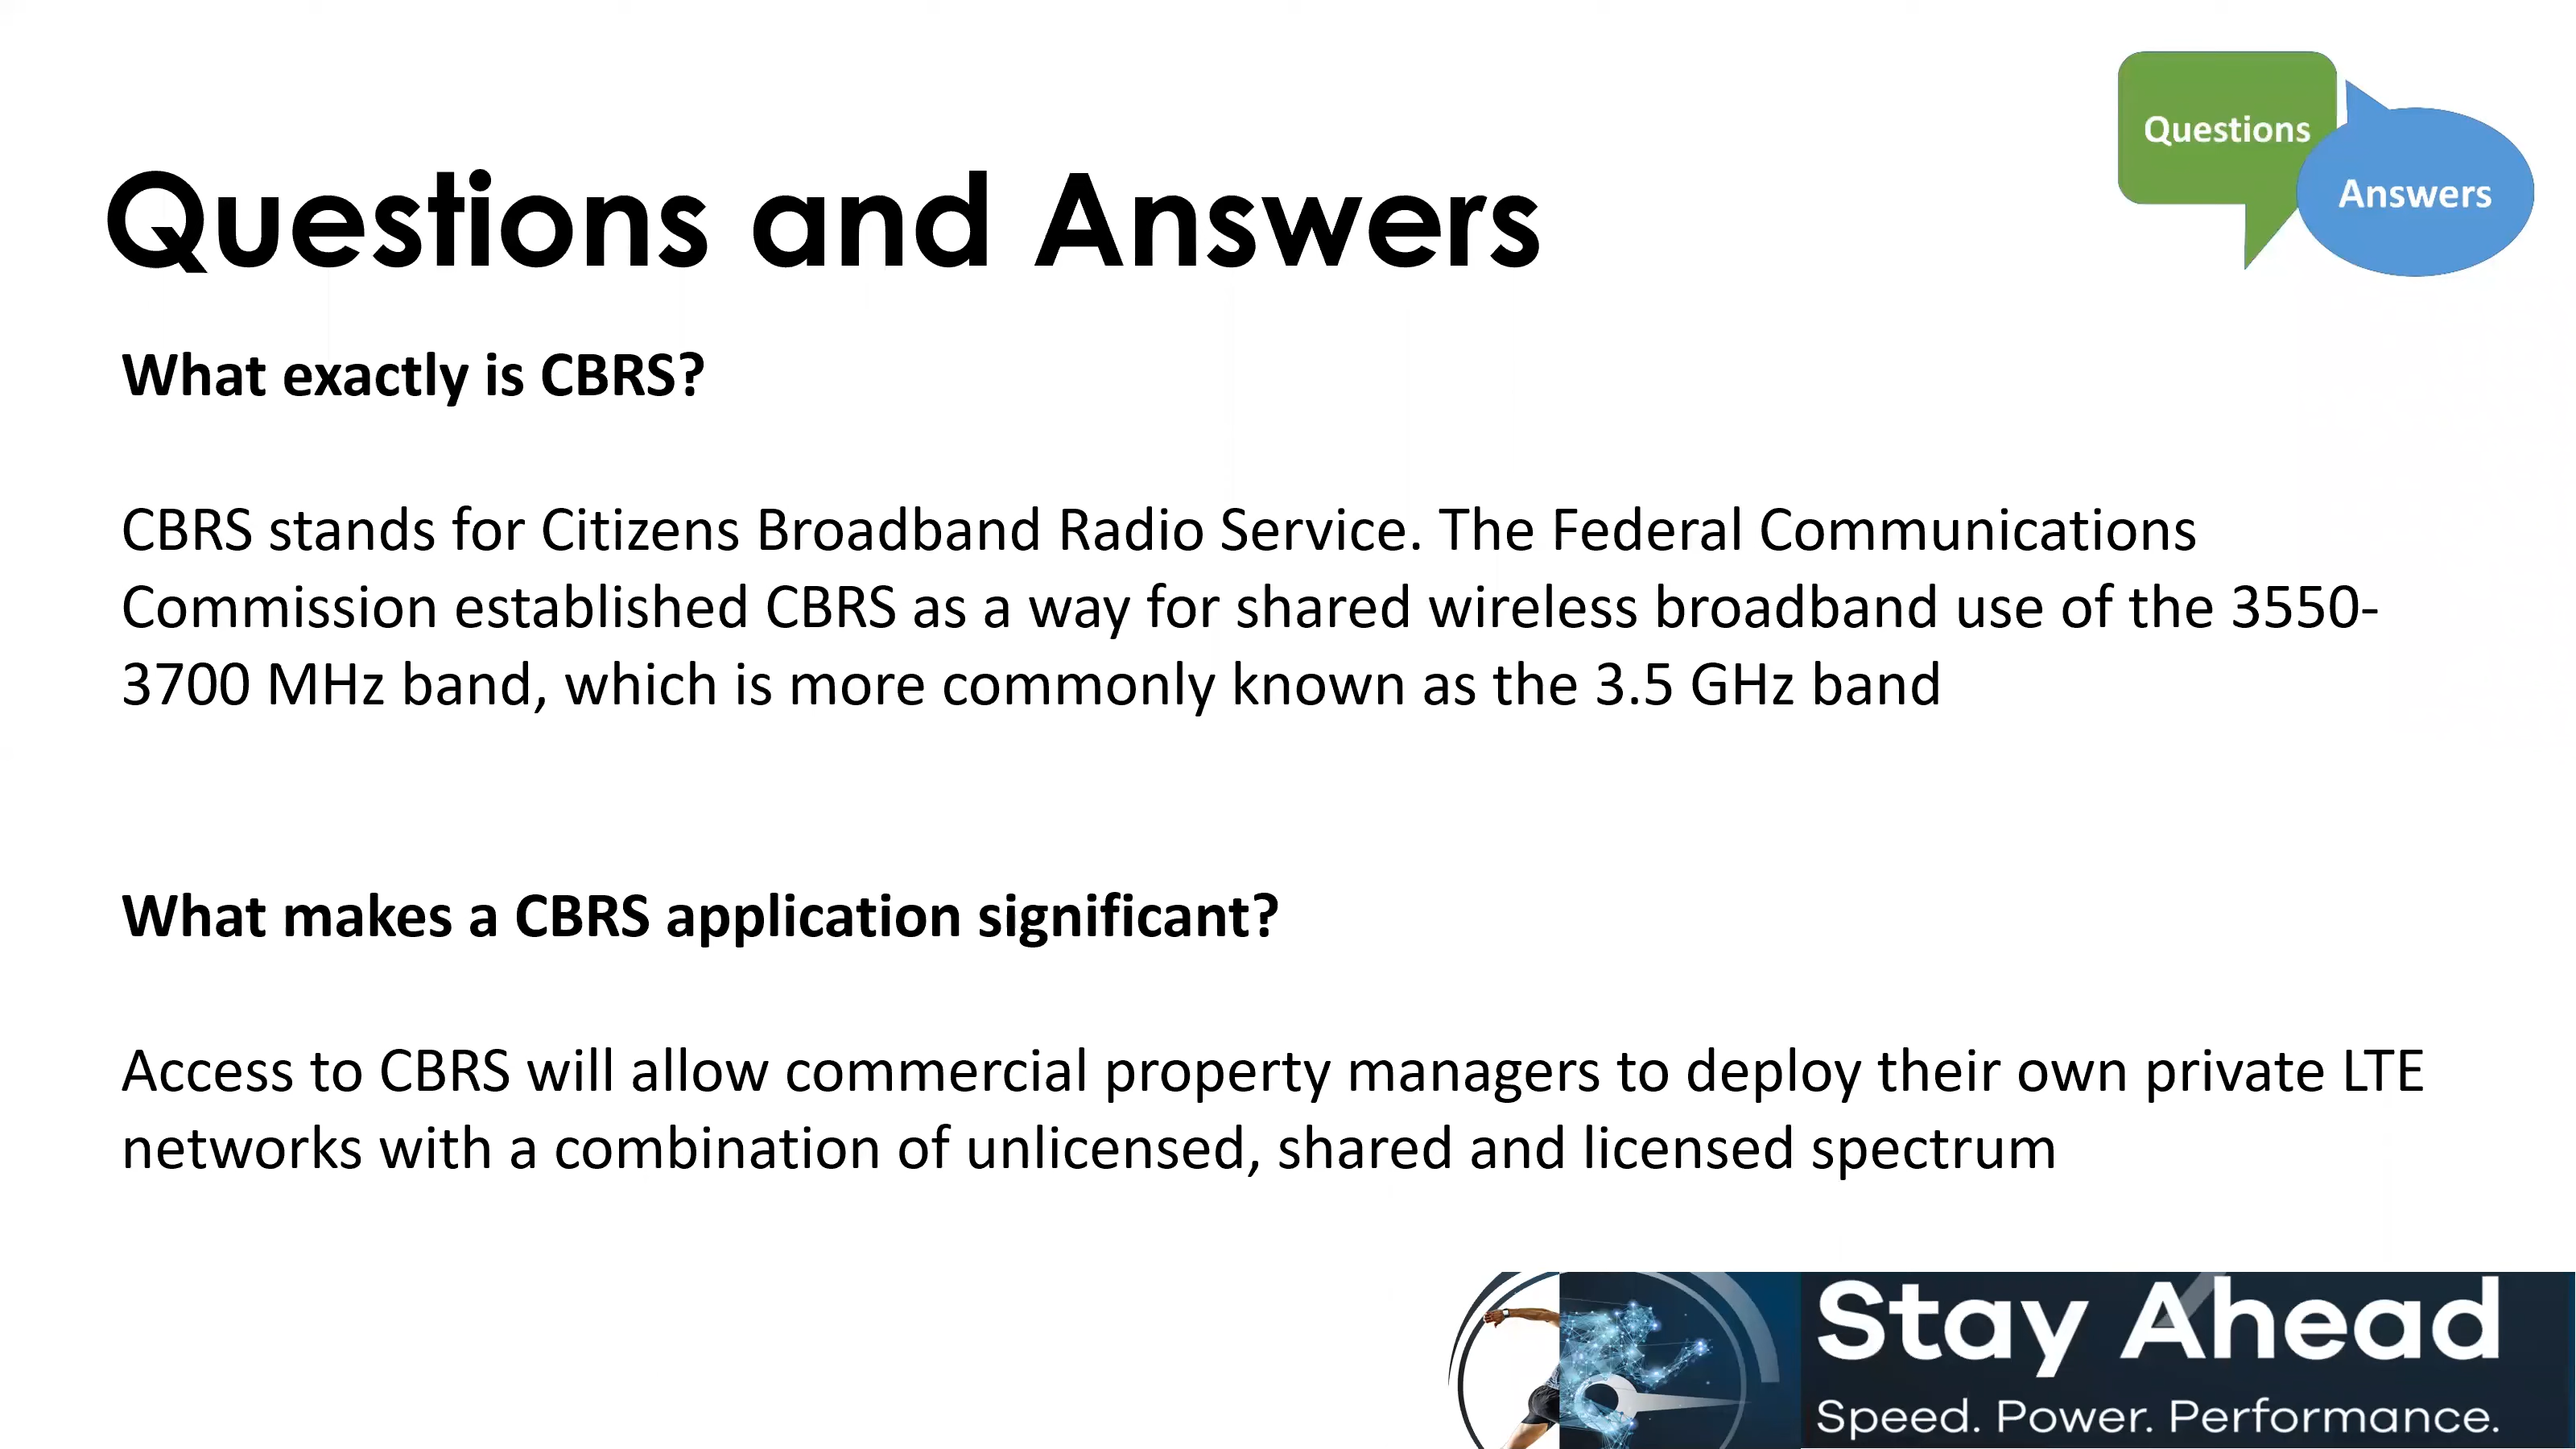 Questions
Answers
Questions and Answers
What exactly is CBRS?
CBRS stands for Citizens Broadband Radio Service. The Federal Communications
Commission established CBRS as a way for shared wireless broadband use of the 3550-
3700 MHz band, which is more commonly known as the 3.5 GHz band
What makes a CBRS application significant?
Access to CBRS will allow commercial property managers to deploy their own private LTE
networks with a combination of unlicensed, shared and licensed spectrum
Stay Ahead
Speed. Power. Performance.